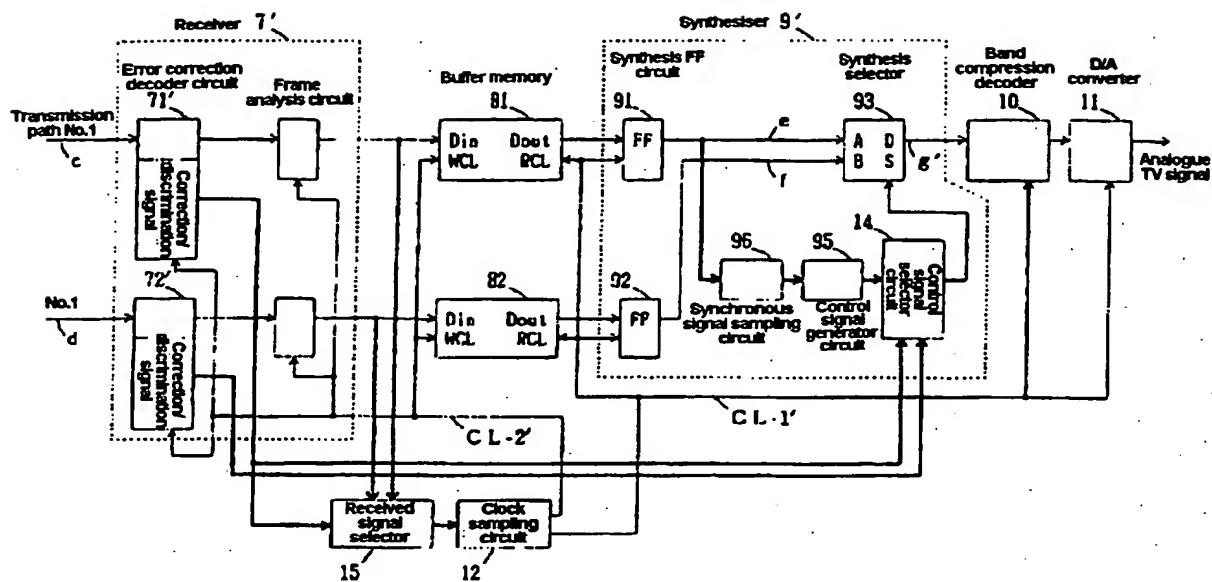 Receiver 7'
Synthesiser 9'
Error correction
decoder circuit
71'
Frame
analysis circuit
Buffer memory
81
Synthesis FF
circuit
91
Synthesis
selector
93
Band
compression
decoder
10
D/A
converter
11
Transmission
path No.1
c
Correction/
discrimination
signal
Din Dout
WCL RCL
FF
e
f
A D
B S
g'
Analogue
TV signal
72'
No.1
d
Correction/
discrimination
signal
82
Din Dout
WCL RCL
92
FF
96
Synchronous
signal sampling
circuit
95
Control
signal
generator
circuit
14
Control
signal
selector
circuit
CL-2'
CL-1'
Received
signal
selector
15
Clock
sampling
circuit
12